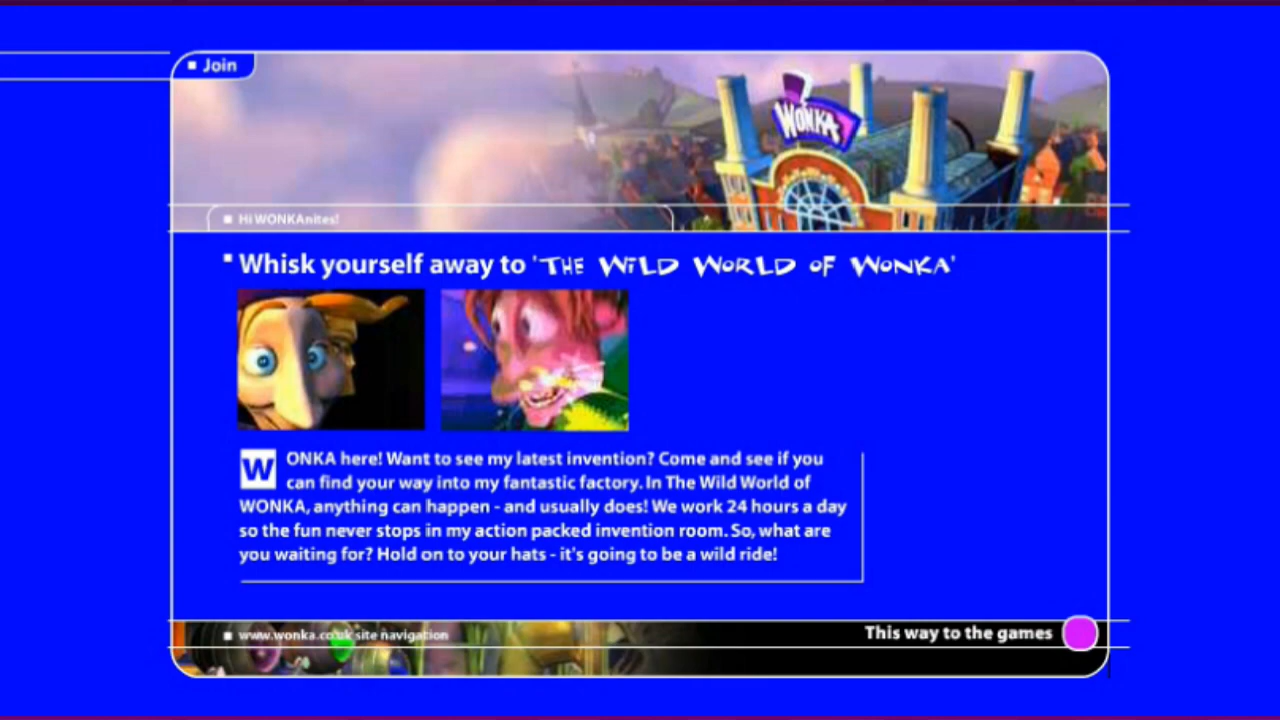 Join
WONKA
Hi WONKAnites!
Whisk yourself away to 'THE WiLD WORLD OF WONKA'
WONKA here! Want to see my latest invention? Come and see if you
can find your way into my fantastic factory. In The Wild World of
WONKA, anything can happen - and usually does! We work 24 hours a day
so the fun never stops in my action packed invention room. So, what are
you waiting for? Hold on to your hats - it's going to be a wild ride!
www.wonka.co.uk site navigation
This way to the games